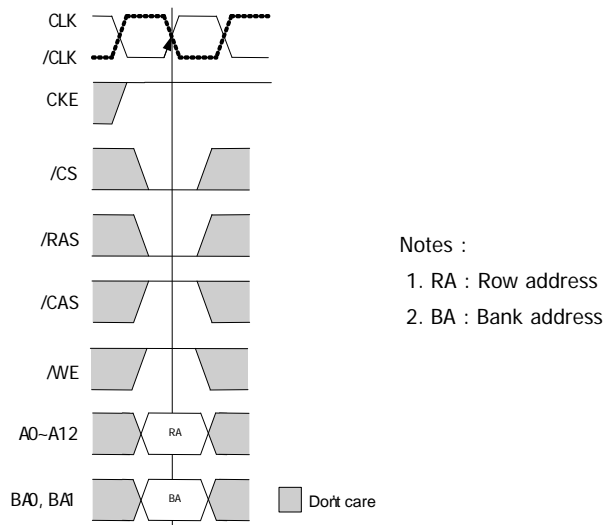 CLK
/CLK
CKE
/CS
/RAS
/CAS
/WE
A0~A12
RA
BA0, BA1
BA
Don't care
Notes :
1. RA : Row address
2. BA : Bank address